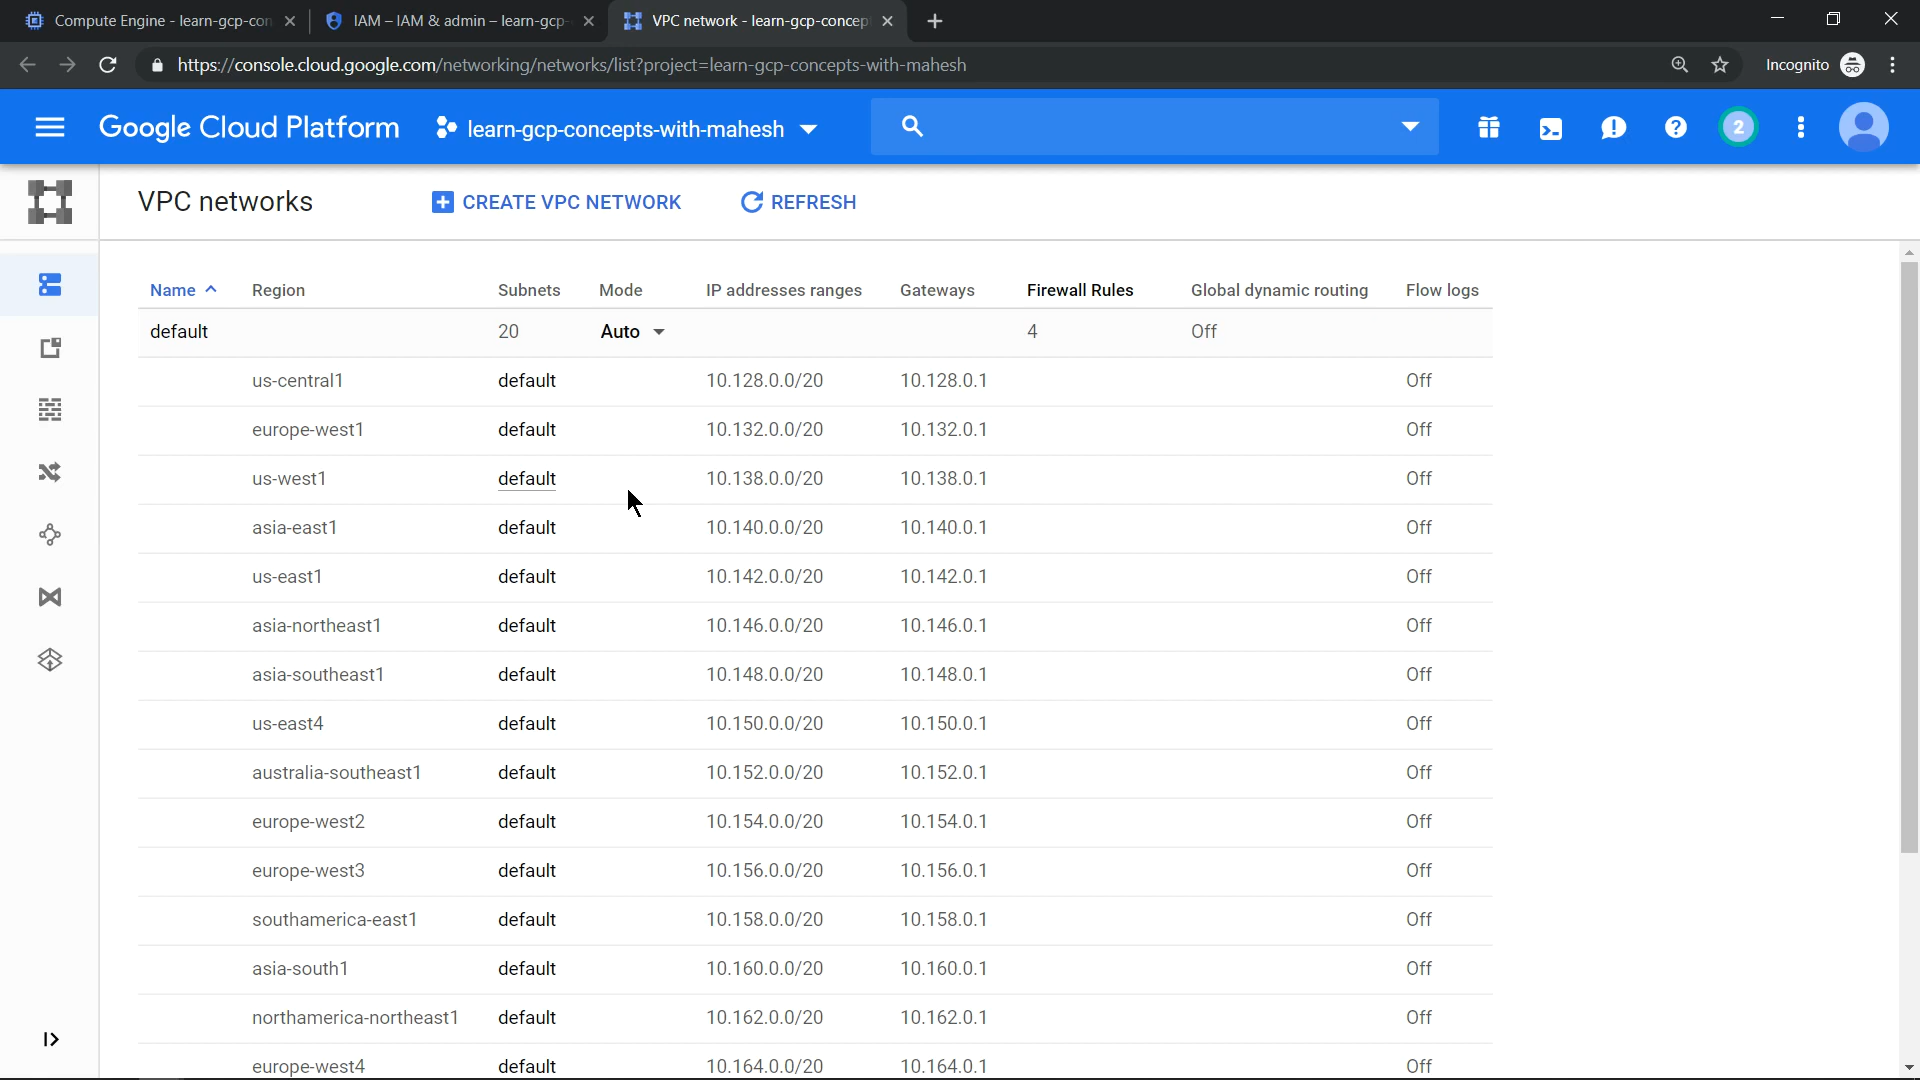 Compute Engine - learn-gcp-con
IAM – IAM & admin – learn-gcp-
VPC network - learn-gcp-concep
https://console.cloud.google.com/networking/networks/list?project=learn-gcp-concepts-with-mahesh
Incognito
Google Cloud Platform
learn-gcp-concepts-with-mahesh
2
VPC networks
CREATE VPC NETWORK
REFRESH
Name Region Subnets Mode IP addresses ranges Gateways Firewall Rules Global dynamic routing Flow logs
default 20 Auto 4 Off
us-central1 default 10.128.0.0/20 10.128.0.1 Off
europe-west1 default 10.132.0.0/20 10.132.0.1 Off
us-west1 default 10.138.0.0/20 10.138.0.1 Off
asia-east1 default 10.140.0.0/20 10.140.0.1 Off
us-east1 default 10.142.0.0/20 10.142.0.1 Off
asia-northeast1 default 10.146.0.0/20 10.146.0.1 Off
asia-southeast1 default 10.148.0.0/20 10.148.0.1 Off
us-east4 default 10.150.0.0/20 10.150.0.1 Off
australia-southeast1 default 10.152.0.0/20 10.152.0.1 Off
europe-west2 default 10.154.0.0/20 10.154.0.1 Off
europe-west3 default 10.156.0.0/20 10.156.0.1 Off
southamerica-east1 default 10.158.0.0/20 10.158.0.1 Off
asia-south1 default 10.160.0.0/20 10.160.0.1 Off
northamerica-northeast1 default 10.162.0.0/20 10.162.0.1 Off
europe-west4 default 10.164.0.0/20 10.164.0.1 Off